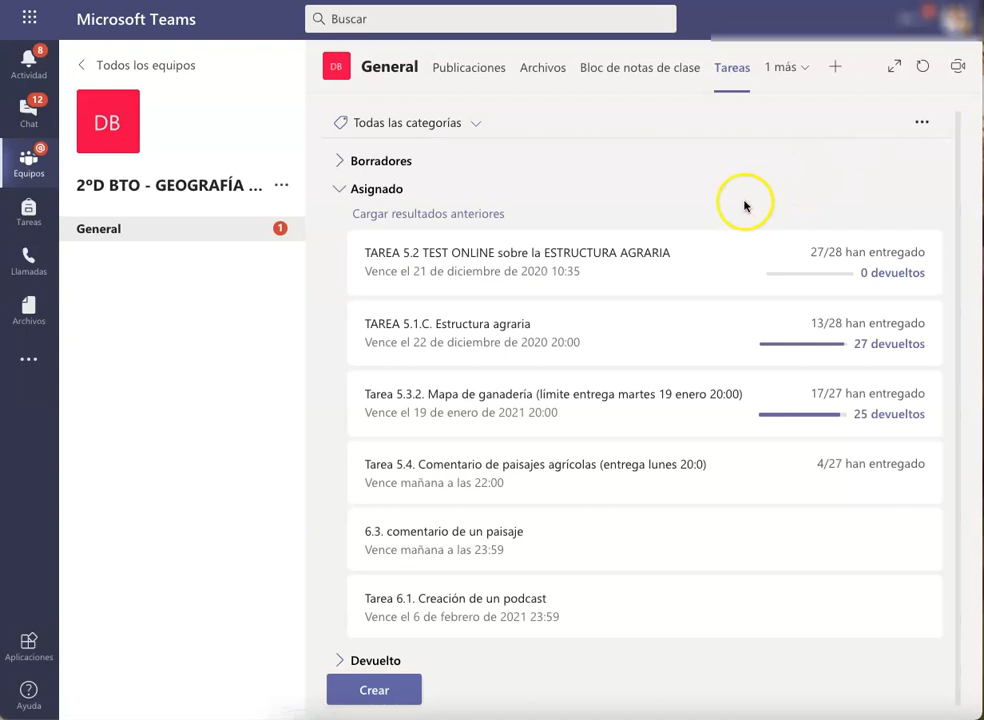 Microsoft Teams
Buscar
8
Actividad
12
Chat
@
Equipos
Tareas
Llamadas
Archivos
Aplicaciones
Ayuda
Todos los equipos
DB
2ºD BTO - GEOGRAFÍA ...
General
1
DB
General
Publicaciones
Archivos
Bloc de notas de clase
Tareas
1 más
Todas las categorías
Borradores
Asignado
Cargar resultados anteriores
TAREA 5.2 TEST ONLINE sobre la ESTRUCTURA AGRARIA
27/28 han entregado
Vence el 21 de diciembre de 2020 10:35
0 devueltos
TAREA 5.1.C. Estructura agraria
13/28 han entregado
Vence el 22 de diciembre de 2020 20:00
27 devueltos
Tarea 5.3.2. Mapa de ganadería (límite entrega martes 19 enero 20:00)
17/27 han entregado
Vence el 19 de enero de 2021 20:00
25 devueltos
Tarea 5.4. Comentario de paisajes agrícolas (entrega lunes 20:0)
4/27 han entregado
Vence mañana a las 22:00
6.3. comentario de un paisaje
Vence mañana a las 23:59
Tarea 6.1. Creación de un podcast
Vence el 6 de febrero de 2021 23:59
Devuelto
Crear